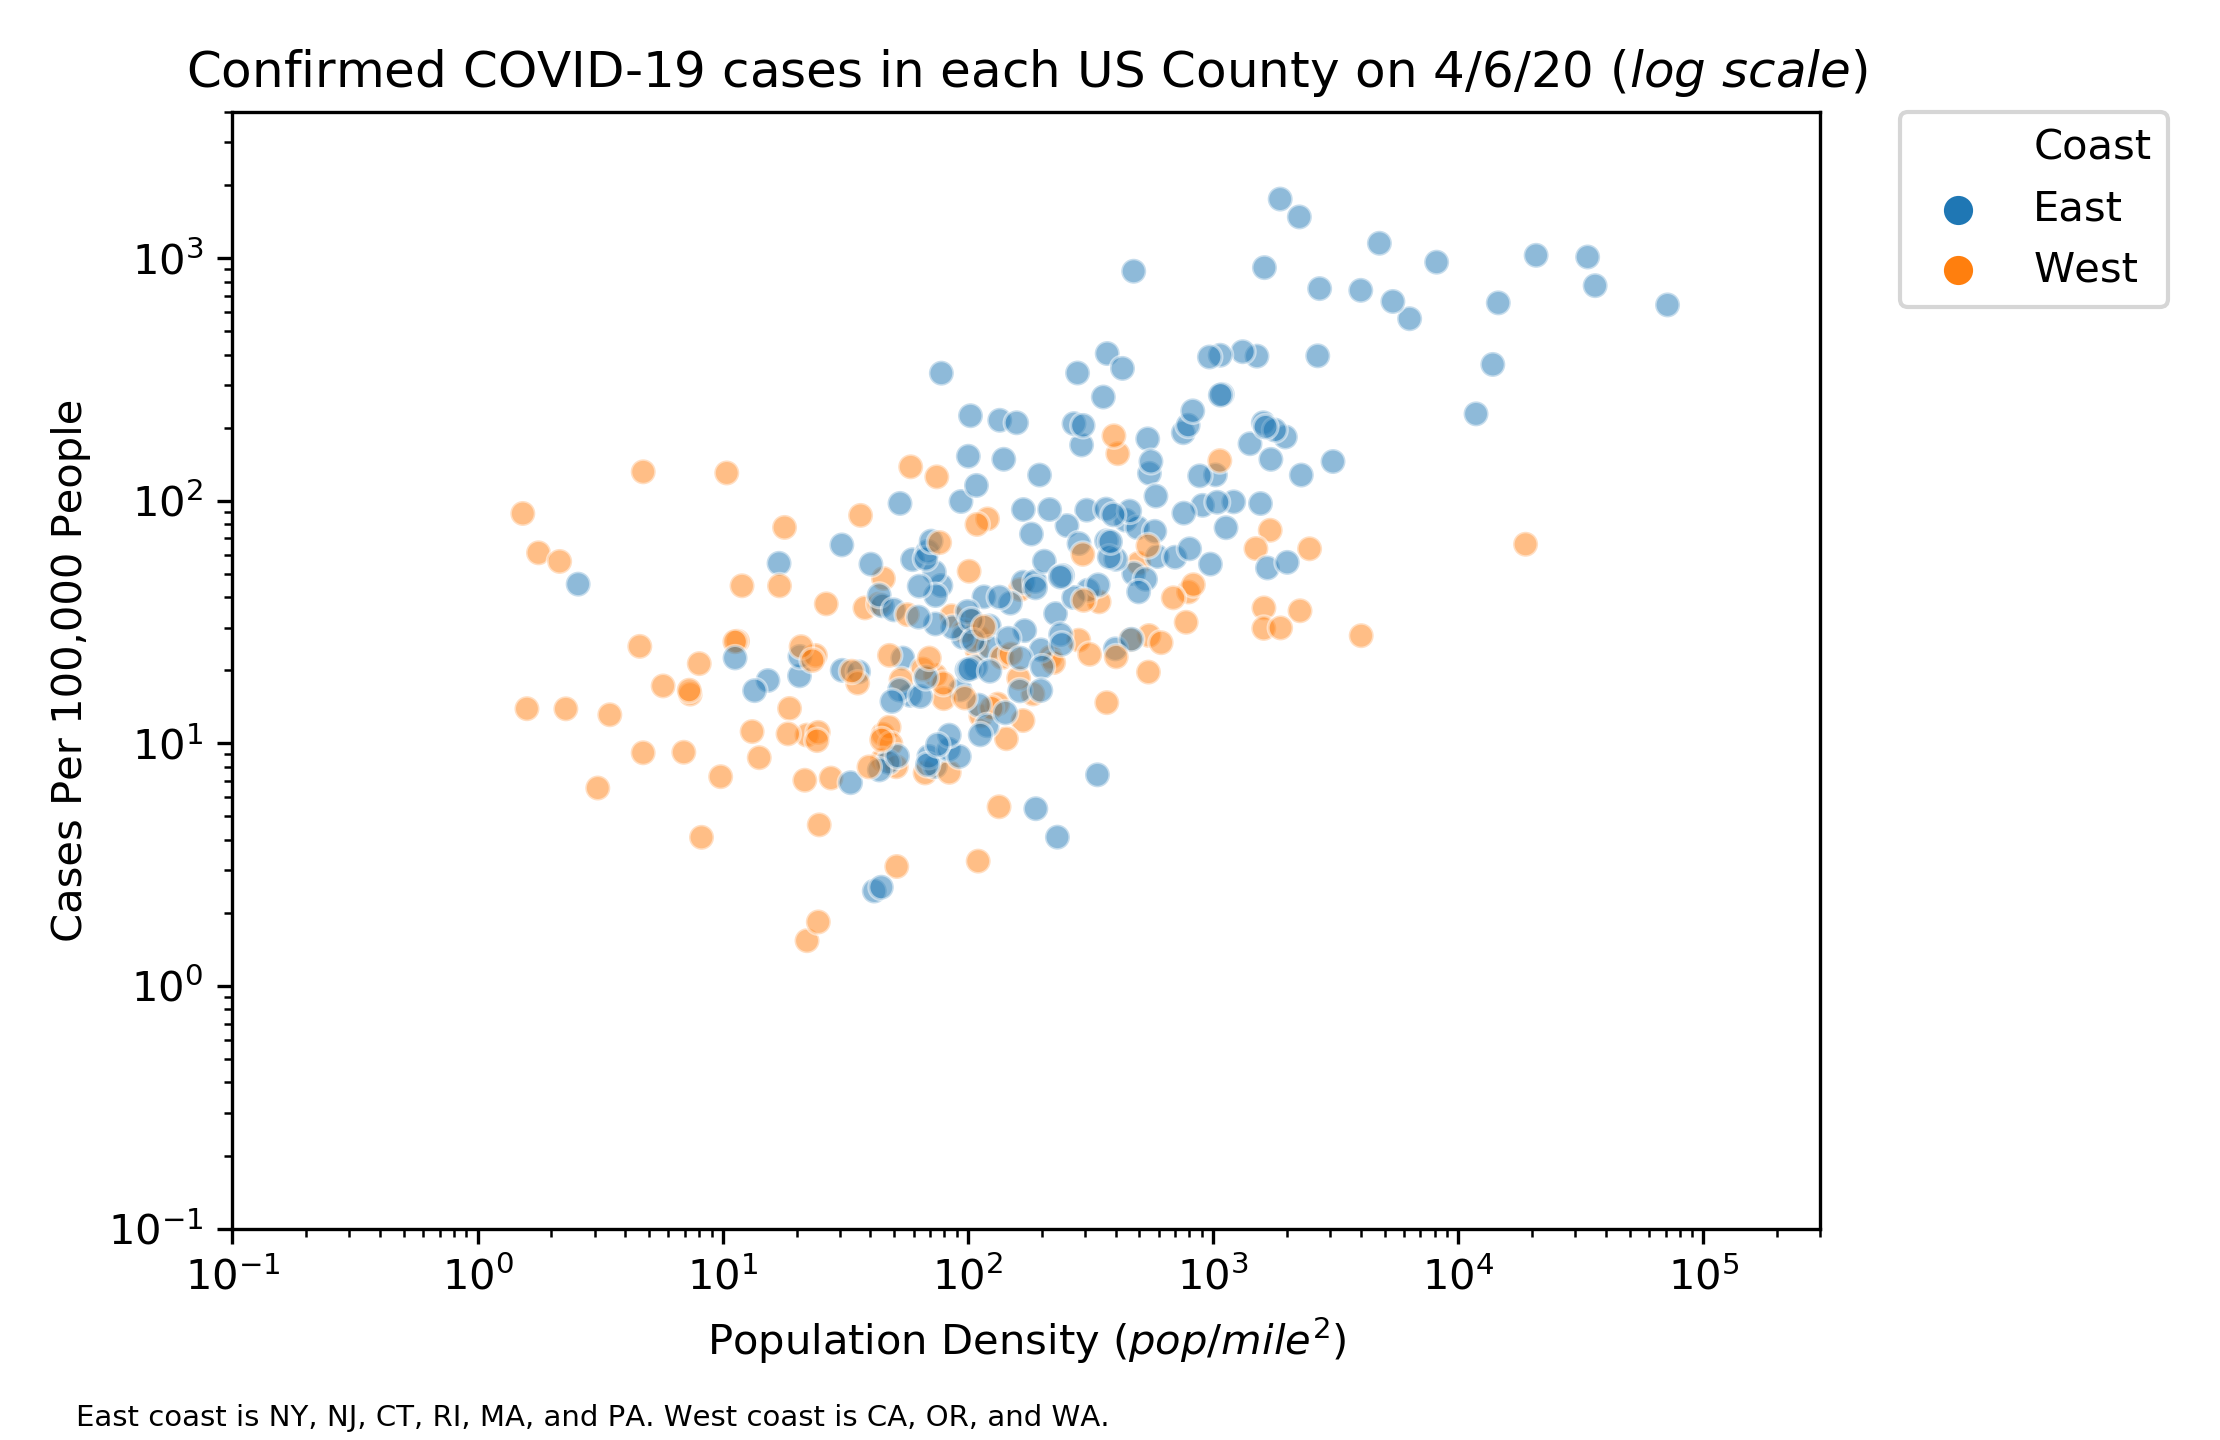 Confirmed COVID-19 cases in each US County on 4/6/20 (log scale)
Coast
East
West
Cases Per 100,000 People
10³
10²
10¹
10⁰
10⁻¹
10⁻¹ 10⁰ 10¹ 10² 10³ 10⁴ 10⁵
Population Density (pop/mile²)
East coast is NY, NJ, CT, RI, MA, and PA. West coast is CA, OR, and WA.